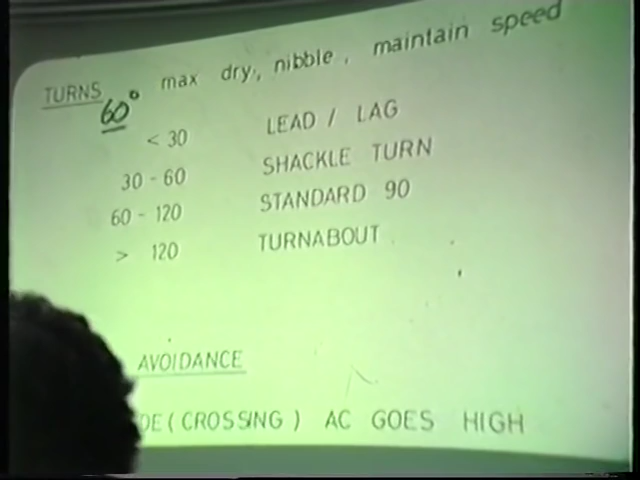 TURNS max dry, nibble, maintain speed
60°
< 30 LEAD / LAG
30 - 60 SHACKLE TURN
60 - 120 STANDARD 90
> 120 TURNABOUT
AVOIDANCE
(CROSSING) AC GOES HIGH